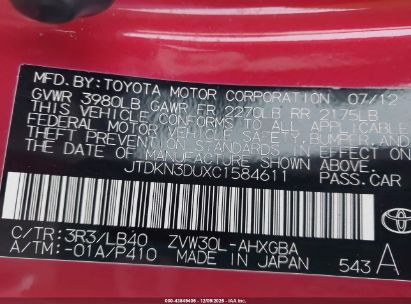 MFD. BY: TOYOTA MOTOR CORPORATION 07/12
GVWR 3980LB GAWR FR 2270LB RR 2175LB
THIS VEHICLE CONFORMS TO ALL APPLICABLE
FEDERAL MOTOR VEHICLE SAFETY, BUMPER AND
THEFT PREVENTION STANDARDS IN EFFECT ON THE
DATE OF MANUFACTURE SHOWN ABOVE.
JTDKN3DUXC1584611
PASS.CAR
C/TR: 3R3/LB40 ZVW30L-AHXGBA
A/TM: -01A/P410 MADE IN JAPAN 543 A
TOYOTA